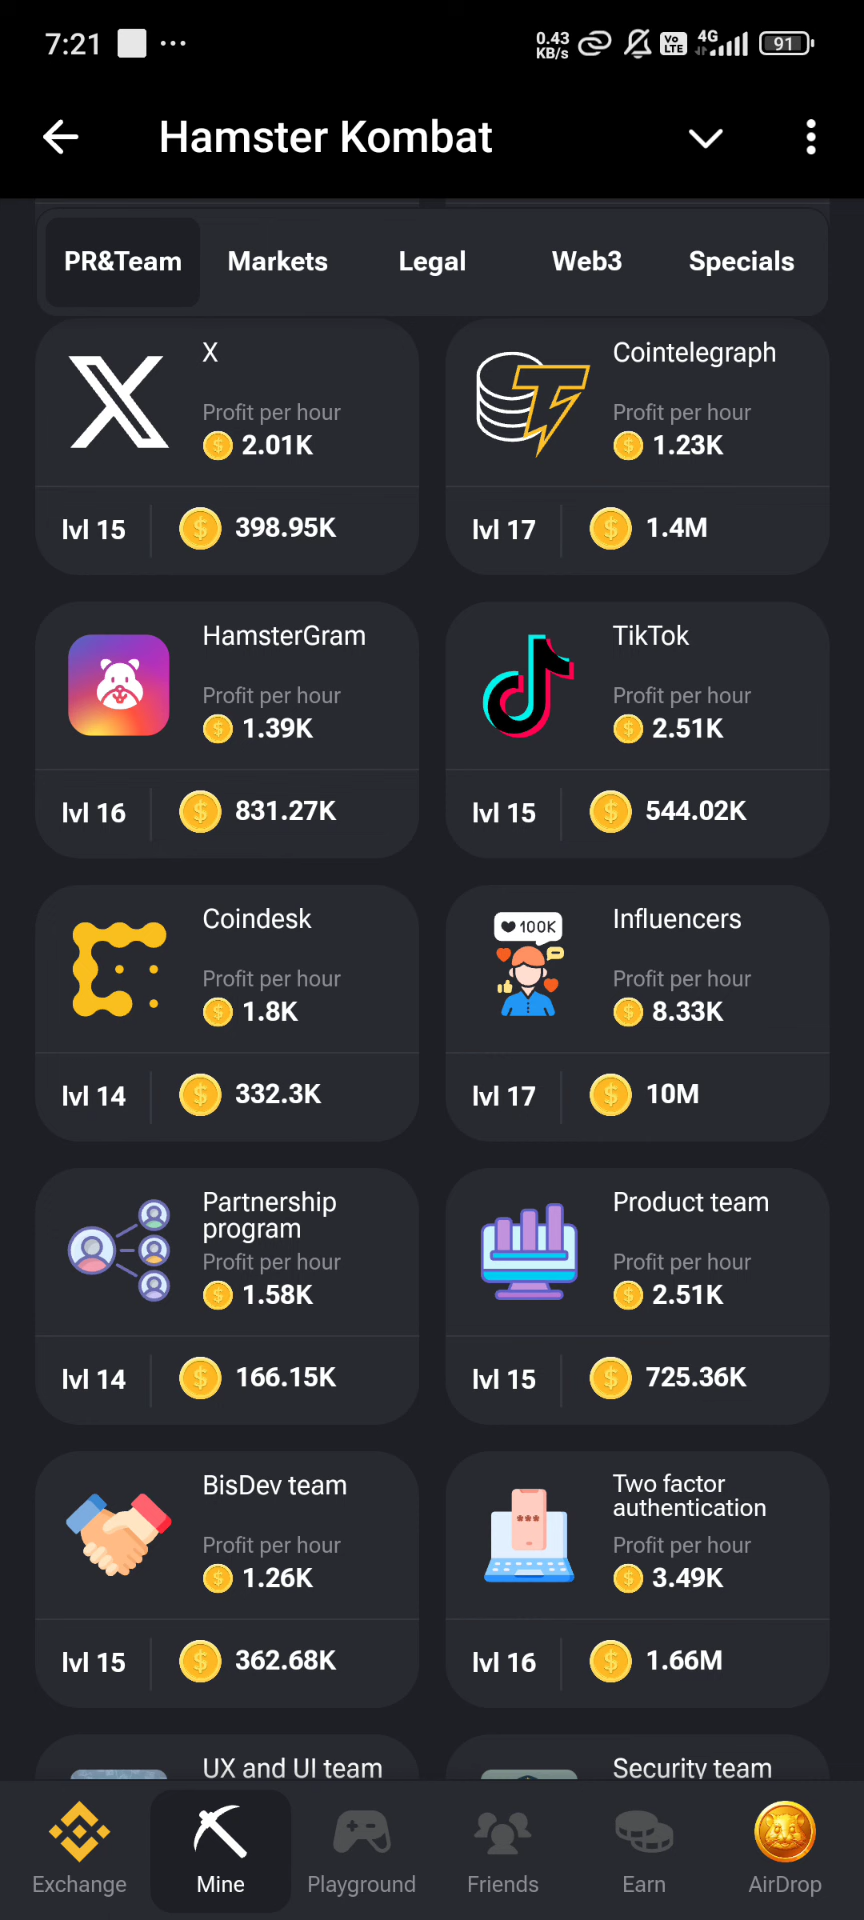 7:21
0.43
KB/s
Vo
LTE
4G
91
Hamster Kombat
PR&Team Markets Legal Web3 Specials
X
Profit per hour
2.01K
lvl 15
398.95K
Cointelegraph
Profit per hour
1.23K
lvl 17
1.4M
HamsterGram
Profit per hour
1.39K
lvl 16
831.27K
TikTok
Profit per hour
2.51K
lvl 15
544.02K
Coindesk
Profit per hour
1.8K
lvl 14
332.3K
100K
Influencers
Profit per hour
8.33K
lvl 17
10M
Partnership
program
Profit per hour
1.58K
lvl 14
166.15K
Product team
Profit per hour
2.51K
lvl 15
725.36K
BisDev team
Profit per hour
1.26K
lvl 15
362.68K
***
Two factor
authentication
Profit per hour
3.49K
lvl 16
1.66M
UX and UI team
Security team
Exchange Mine Playground Friends Earn AirDrop